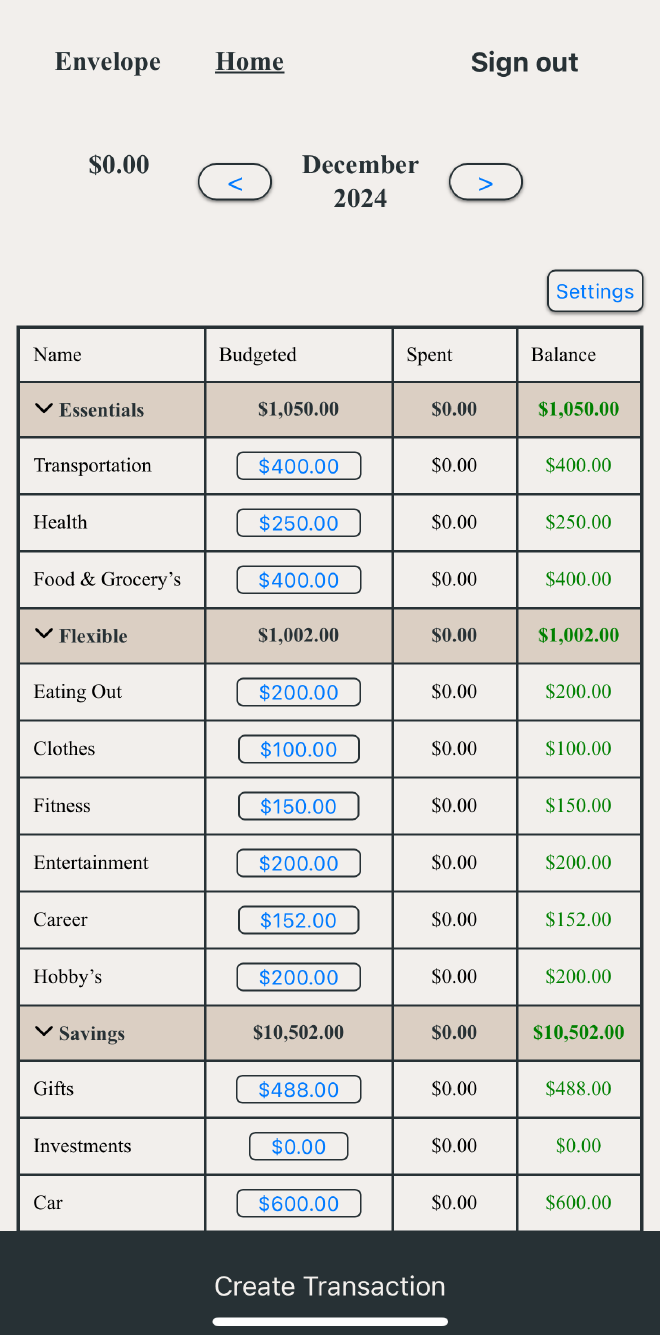 Envelope Home Sign out
$0.00 < December 2024 >
Settings
Name Budgeted Spent Balance
Essentials $1,050.00 $0.00 $1,050.00
Transportation $400.00 $0.00 $400.00
Health $250.00 $0.00 $250.00
Food & Grocery’s $400.00 $0.00 $400.00
Flexible $1,002.00 $0.00 $1,002.00
Eating Out $200.00 $0.00 $200.00
Clothes $100.00 $0.00 $100.00
Fitness $150.00 $0.00 $150.00
Entertainment $200.00 $0.00 $200.00
Career $152.00 $0.00 $152.00
Hobby’s $200.00 $0.00 $200.00
Savings $10,502.00 $0.00 $10,502.00
Gifts $488.00 $0.00 $488.00
Investments $0.00 $0.00 $0.00
Car $600.00 $0.00 $600.00
Create Transaction